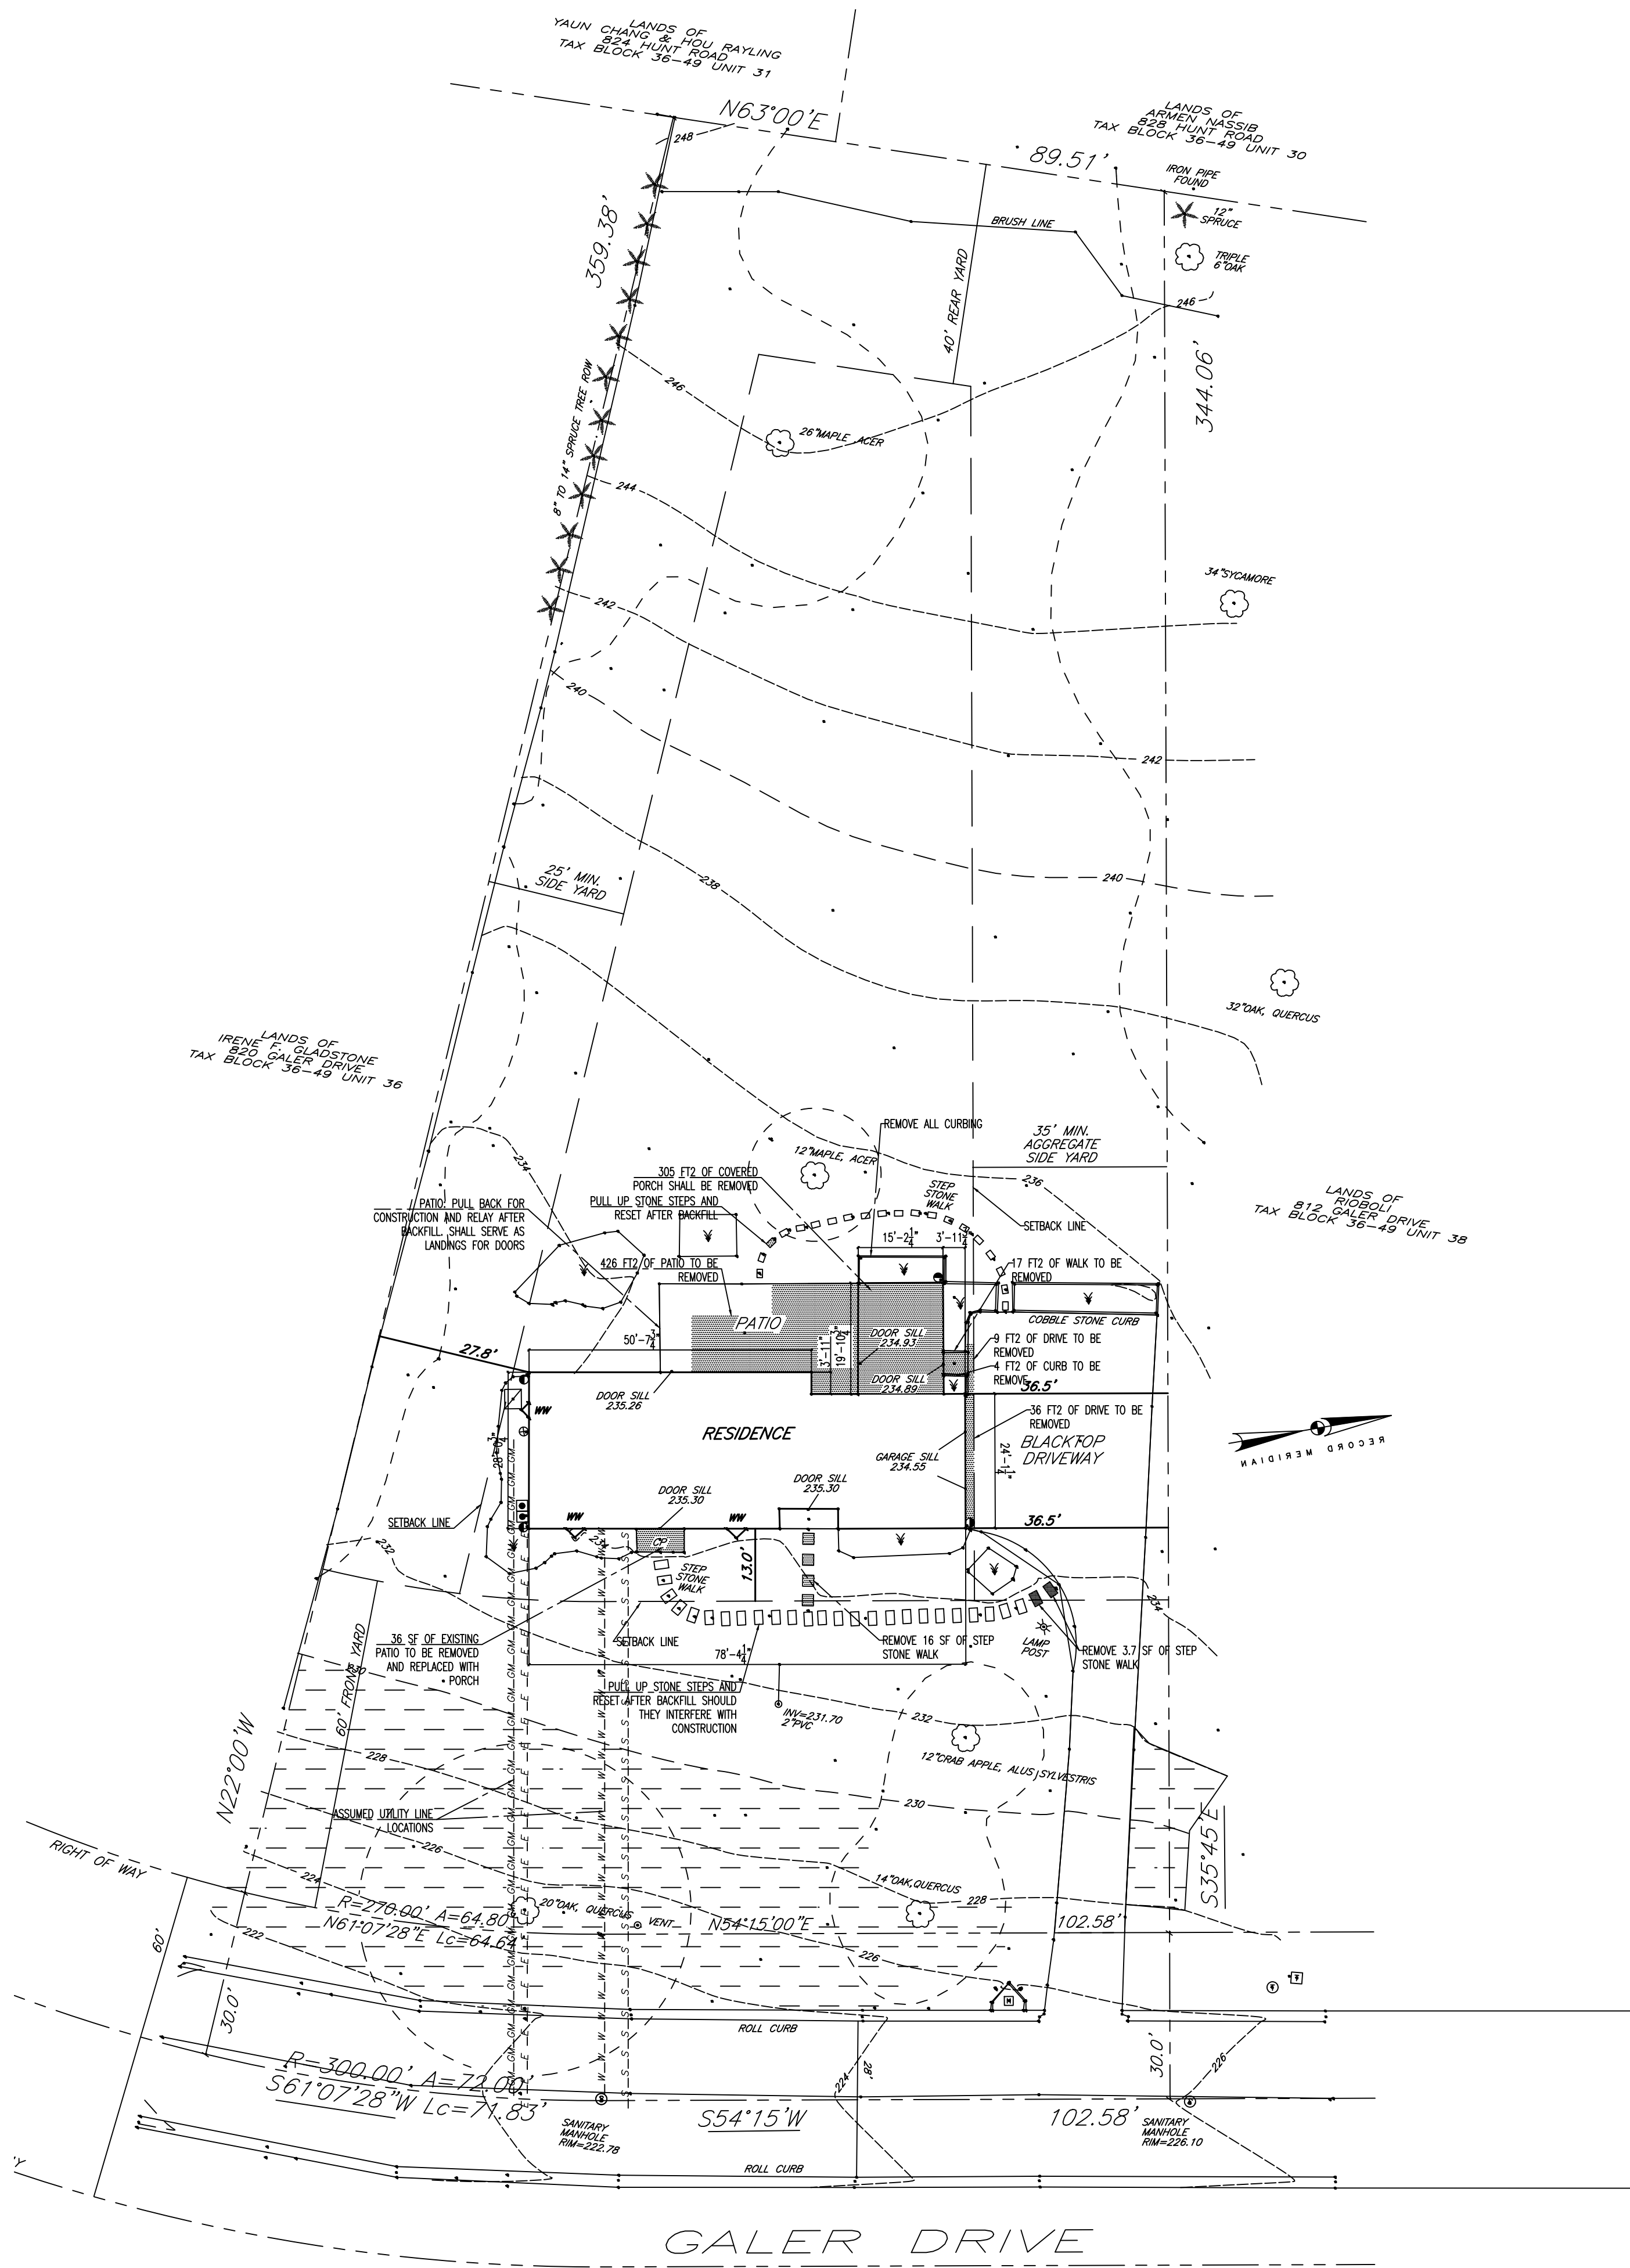 LANDS OF
YAUN CHANG & HOU RAYLING
824 HUNT ROAD
TAX BLOCK 36-49 UNIT 31
N63°00'E
LANDS OF
ARMEN NASSIB
828 HUNT ROAD
TAX BLOCK 36-49 UNIT 30
89.51'
248
IRON PIPE
FOUND
12"
SPRUCE
BRUSH LINE
TRIPLE
6"OAK
359.38'
40' REAR YARD
246
344.06'
246
8" TO 14" SPRUCE TREE ROW
26"MAPLE, ACER
244
34"SYCAMORE
242
240
242
25' MIN.
SIDE YARD
238
240
32"OAK, QUERCUS
LANDS OF
IRENE F. GLADSTONE
820 GALER DRIVE
TAX BLOCK 36-49 UNIT 36
REMOVE ALL CURBING
35' MIN.
AGGREGATE
SIDE YARD
12"MAPLE, ACER
234
305 FT2 OF COVERED
PORCH SHALL BE REMOVED
236
STEP
STONE
WALK
LANDS OF
RIOBOLI
812 GALER DRIVE
TAX BLOCK 36-49 UNIT 38
PATIO: PULL BACK FOR
CONSTRUCTION AND RELAY AFTER
BACKFILL. SHALL SERVE AS
LANDINGS FOR DOORS
PULL UP STONE STEPS AND
RESET AFTER BACKFILL
SETBACK LINE
15'-2¼"
3'-11¼"
426 FT2 OF PATIO TO BE
REMOVED
17 FT2 OF WALK TO BE
REMOVED
COBBLE STONE CURB
PATIO
50'-7¾"
3'-11"
19'-10¾"
DOOR SILL
234.93
9 FT2 OF DRIVE TO BE
REMOVED
27.8'
4 FT2 OF CURB TO BE
REMOVE
DOOR SILL
234.89
36.5'
DOOR SILL
235.26
WW
36 FT2 OF DRIVE TO BE
REMOVED
RESIDENCE
BLACKTOP
DRIVEWAY
RECORD MERIDIAN
28'-0¾"
GARAGE SILL
234.55
24'-1¼"
DOOR SILL
235.30
DOOR SILL
235.30
SETBACK LINE
WW
WW
36.5'
CP
232
13.0'
STEP
STONE
WALK
234
36 SF OF EXISTING
PATIO TO BE REMOVED
AND REPLACED WITH
PORCH
SETBACK LINE
REMOVE 16 SF OF STEP
STONE WALK
LAMP
POST
REMOVE 3.7 SF OF STEP
STONE WALK
78'-4¼"
230
60' FRONT YARD
PULL UP STONE STEPS AND
RESET AFTER BACKFILL SHOULD
THEY INTERFERE WITH
CONSTRUCTION
INV=231.70
2"PVC
232
N22°00'W
228
12"CRAB APPLE, ALUS SYLVESTRIS
ASSUMED UTILITY LINE
LOCATIONS
230
S35°45'E
RIGHT OF WAY
226
224
14"OAK,QUERCUS
228
R=270.00' A=64.80'
20"OAK, QUERCUS
N61°07'28"E Lc=64.64'
VENT
N54°15'00"E
102.58'
60'
222
226
M
30.0'
ROLL CURB
28'
30.0'
224
226
R=300.00' A=72.00'
S61°07'28"W Lc=71.83'
S54°15'W
102.58'
SANITARY
MANHOLE
RIM=222.78
SANITARY
MANHOLE
RIM=226.10
ROLL CURB
GALER DRIVE